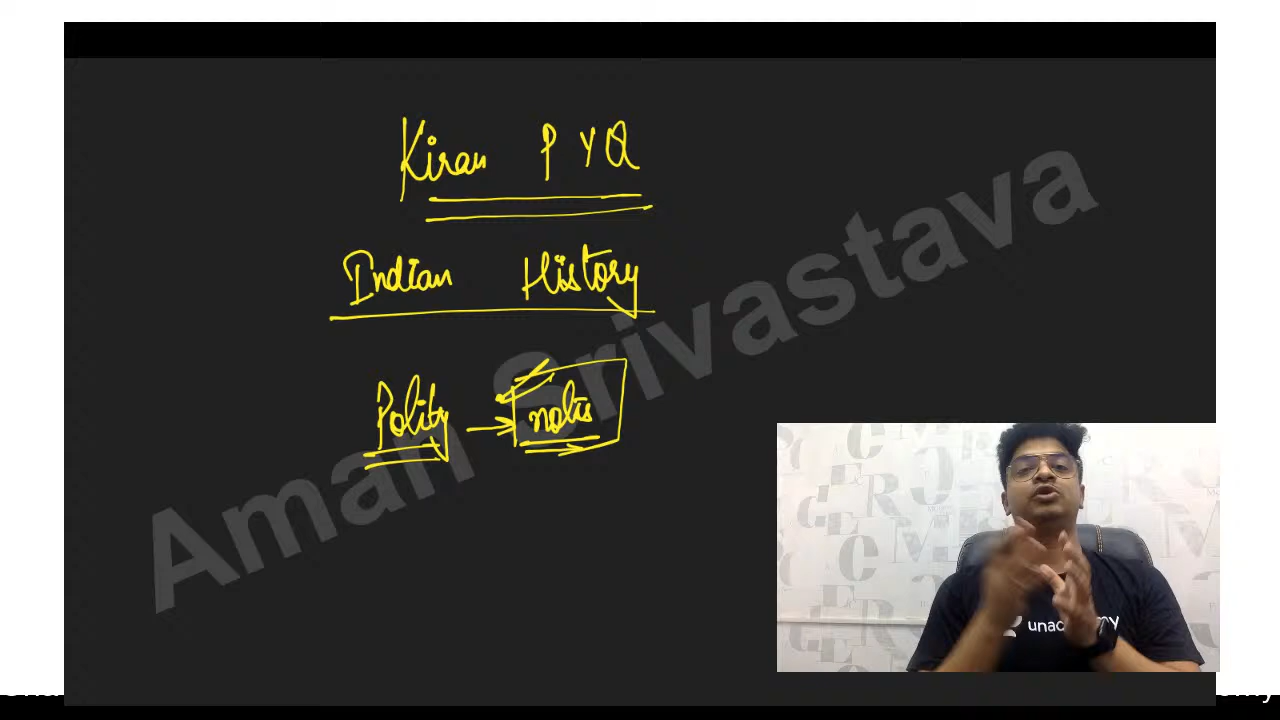 Kiran PYQ
Indian History
Polity → notes
Aman Srivastava
unacademy